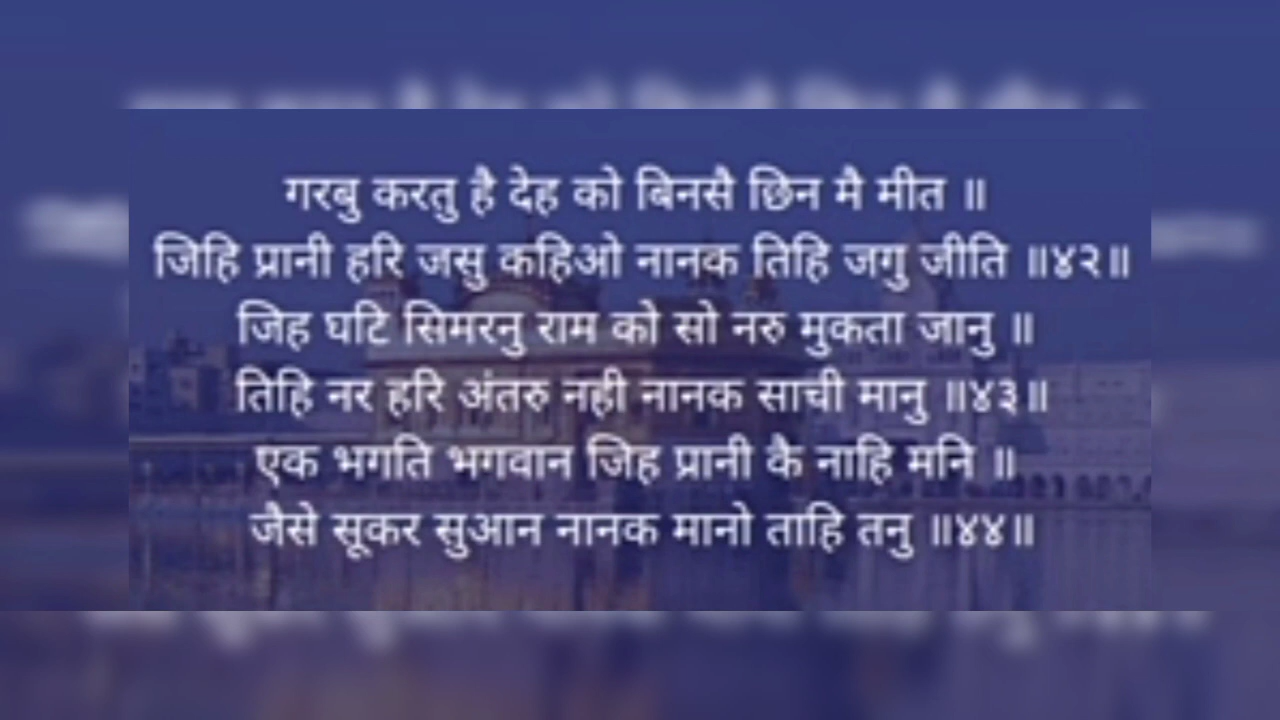 गरबु करतु है देह को बिनसै छिन मै मीत ॥
जिहि प्रानी हरि जसु कहिओ नानक तिहि जगु जीति ॥४२॥
जिह घटि सिमरनु राम को सो नरु मुकता जानु ॥
तिहि नर हरि अंतरु नही नानक साची मानु ॥४३॥
एक भगति भगवान जिह प्रानी कै नाहि मनि ॥
जैसे सूकर सुआन नानक मानो ताहि तनु ॥४४॥